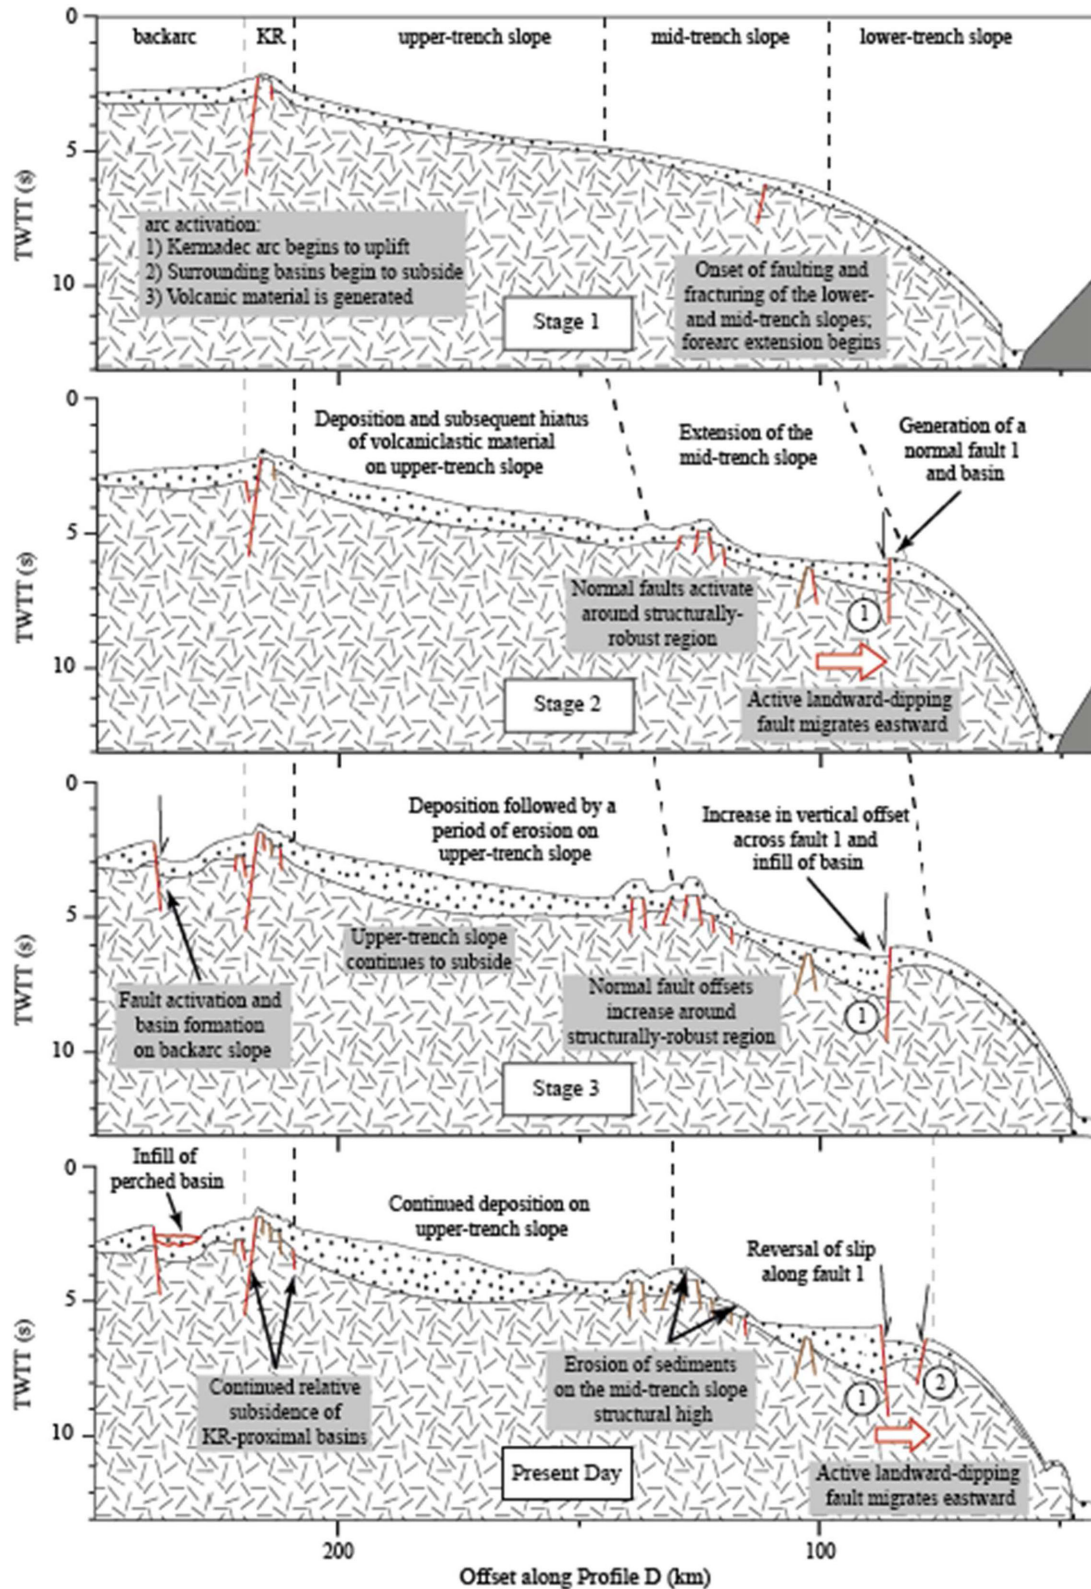 0
backarc
KR
upper-trench slope
mid-trench slope
lower-trench slope
5
TWTT (s)
10
arc activation:
1) Kermadec arc begins to uplift
2) Surrounding basins begin to subside
3) Volcanic material is generated
Onset of faulting and
fracturing of the lower-
and mid-trench slopes;
forearc extension begins
Stage 1
0
5
TWTT (s)
10
Deposition and subsequent hiatus
of volcaniclastic material
on upper-trench slope
Extension of the
mid-trench slope
Generation of a
normal fault 1
and basin
Normal faults activate
around structurally-
robust region
1
Active landward-dipping
fault migrates eastward
Stage 2
0
5
TWTT (s)
10
Deposition followed by a
period of erosion on
upper-trench slope
Increase in vertical offset
across fault 1 and
infill of basin
Upper-trench slope
continues to subside
Fault activation and
basin formation
on backarc slope
Normal fault offsets
increase around
structurally-robust region
1
Stage 3
0
5
TWTT (s)
10
Infill of
perched basin
Continued deposition on
upper-trench slope
Reversal of slip
along fault 1
Continued relative
subsidence of
KR-proximal basins
Erosion of sediments
on the mid-trench slope
structural high
1
2
Active landward-dipping
fault migrates eastward
Present Day
200
100
Offset along Profile D (km)